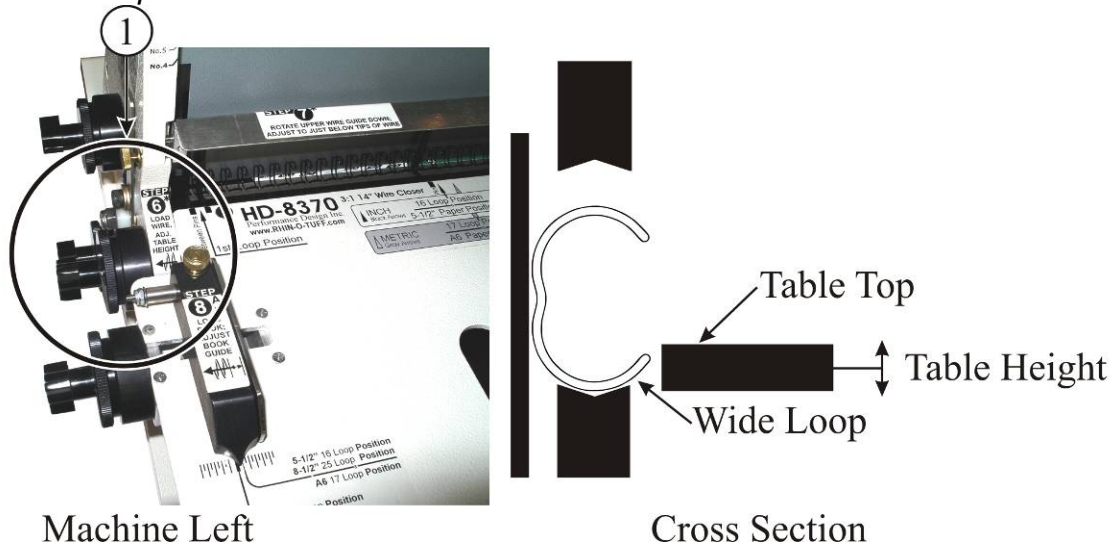 1
No.5
No.4
STEP 7
ROTATE UPPER WIRE GUIDE DOWN,
ADJUST TO JUST BELOW TIPS OF WIRE
STEP
6
LOAD
WIRE,
ADJ.
TABLE
HEIGHT
HD-8370 3:1 14" Wire Closer
Performance Design Inc
www.RHIN-O-TUFF.com
INCH
16 Loop Position
5-1/2" Paper Position
METRIC
17 Loop
A6 Paper
1st Loop Position
STEP
8
BOOK
GUIDE
5-1/2" 16 Loop Position
8-1/2" 25 Loop Position
A6 17 Loop Position
Position
Table Top
Table Height
Wide Loop
Machine Left
Cross Section